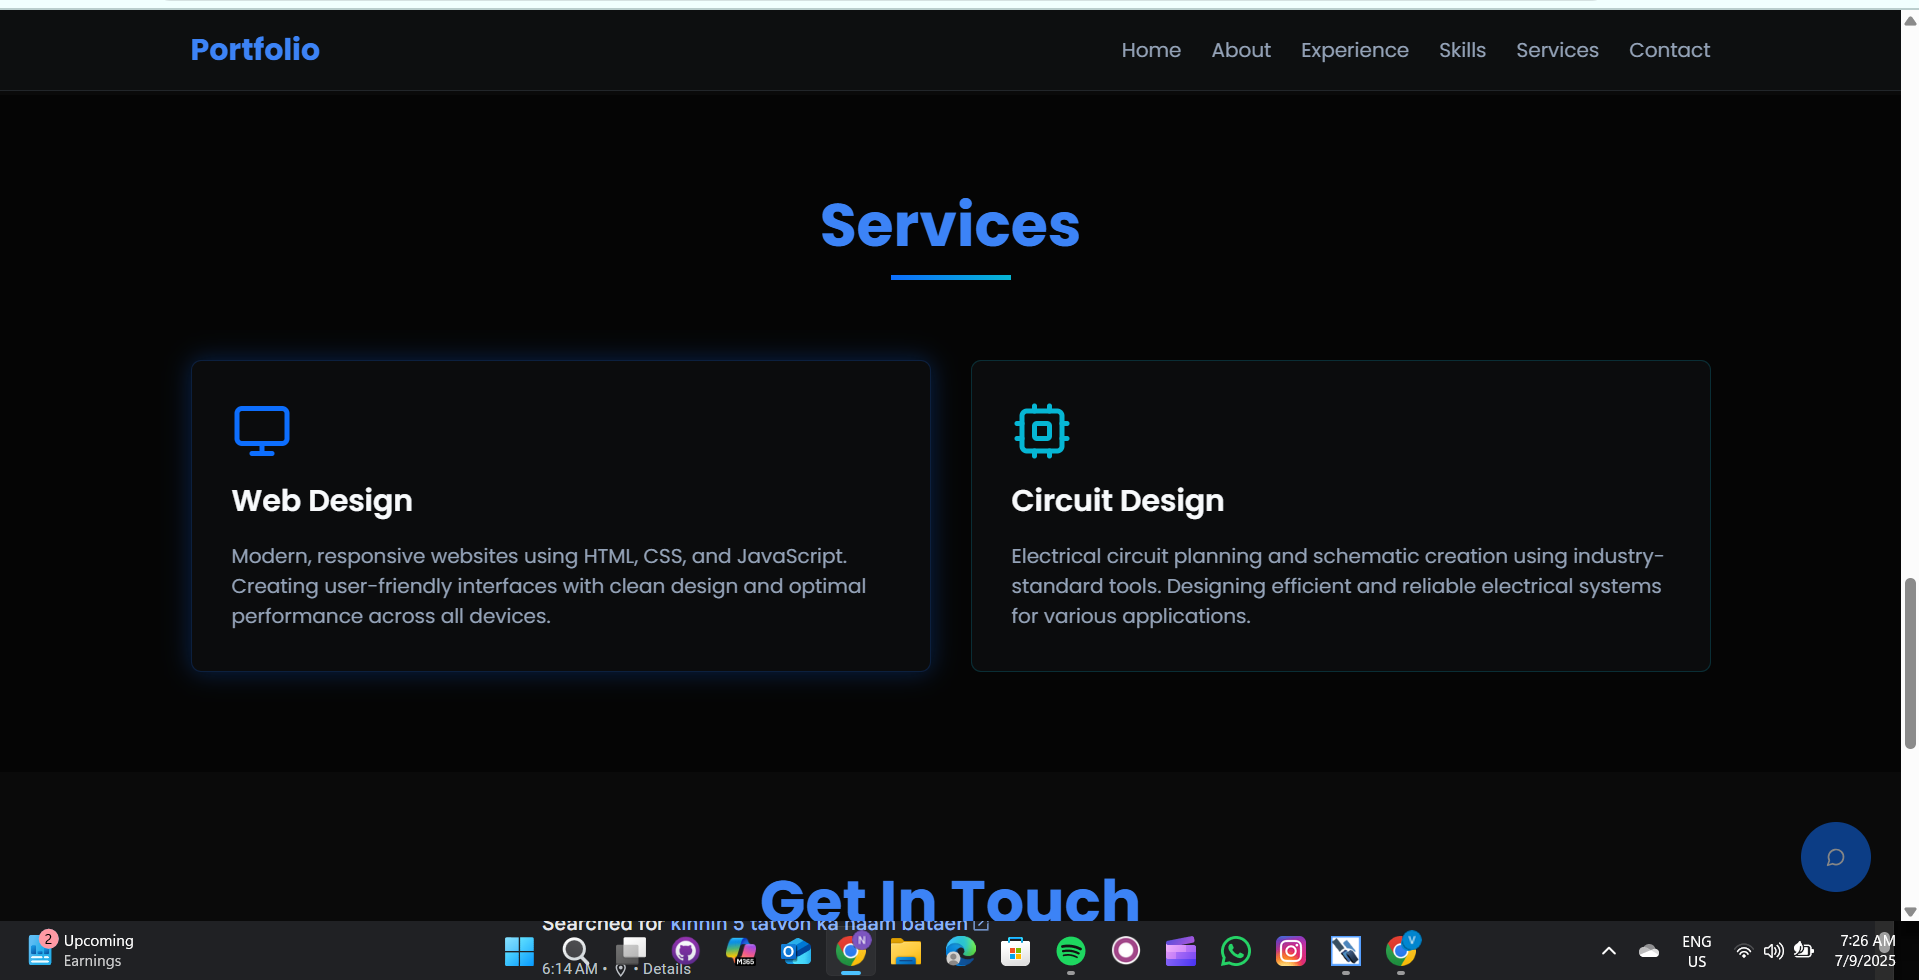 Portfolio
Home About Experience Skills Services Contact
Services
Web Design
Modern, responsive websites using HTML, CSS, and JavaScript.
Creating user-friendly interfaces with clean design and optimal
performance across all devices.
Circuit Design
Electrical circuit planning and schematic creation using industry-
standard tools. Designing efficient and reliable electrical systems
for various applications.
Get In Touch
Searched for kinhin 5 tatvon ka naam bataen
2
Upcoming
Earnings
6:14 AM • Details
M365
O
N
V
ENG
US
7:26 AM
7/9/2025